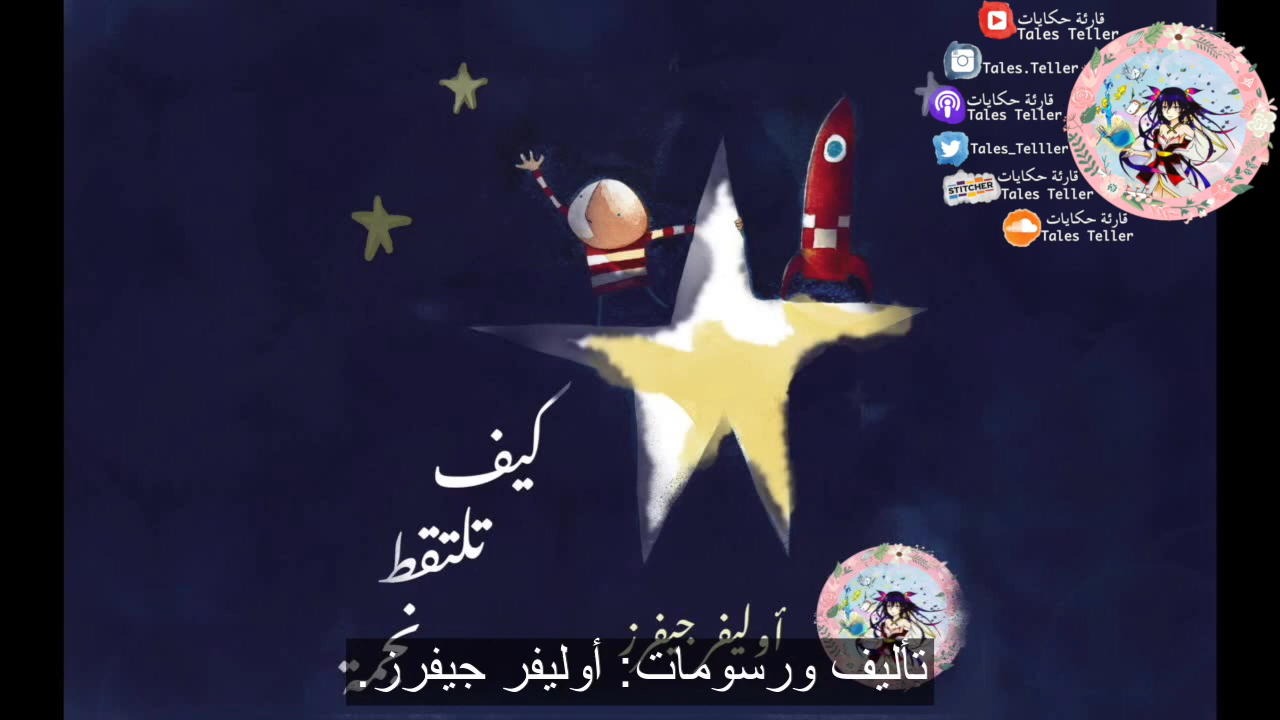 قارئة حكايات
Tales Teller
Tales.Teller
قارئة حكايات
Tales Teller
Tales_Telller
STITCHER
قارئة حكايات
Tales Teller
قارئة حكايات
Tales Teller
كيف
تلتقط
نجمة
أوليفر جيفرز
تأليف ورسومات: أوليفر جيفرز.